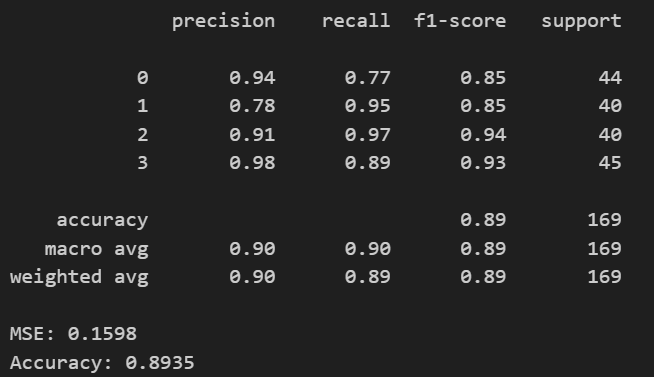 precision recall f1-score support
0 0.94 0.77 0.85 44
1 0.78 0.95 0.85 40
2 0.91 0.97 0.94 40
3 0.98 0.89 0.93 45
accuracy 0.89 169
macro avg 0.90 0.90 0.89 169
weighted avg 0.90 0.89 0.89 169
MSE: 0.1598
Accuracy: 0.8935